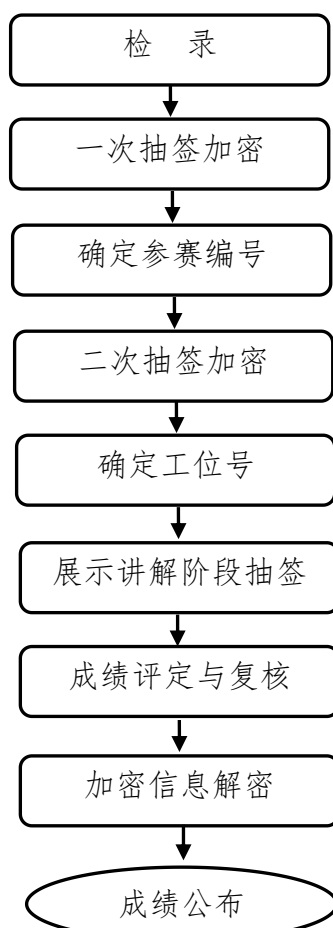 检　录
一次抽签加密
确定参赛编号
二次抽签加密
确定工位号
展示讲解阶段抽签
成绩评定与复核
加密信息解密
成绩公布